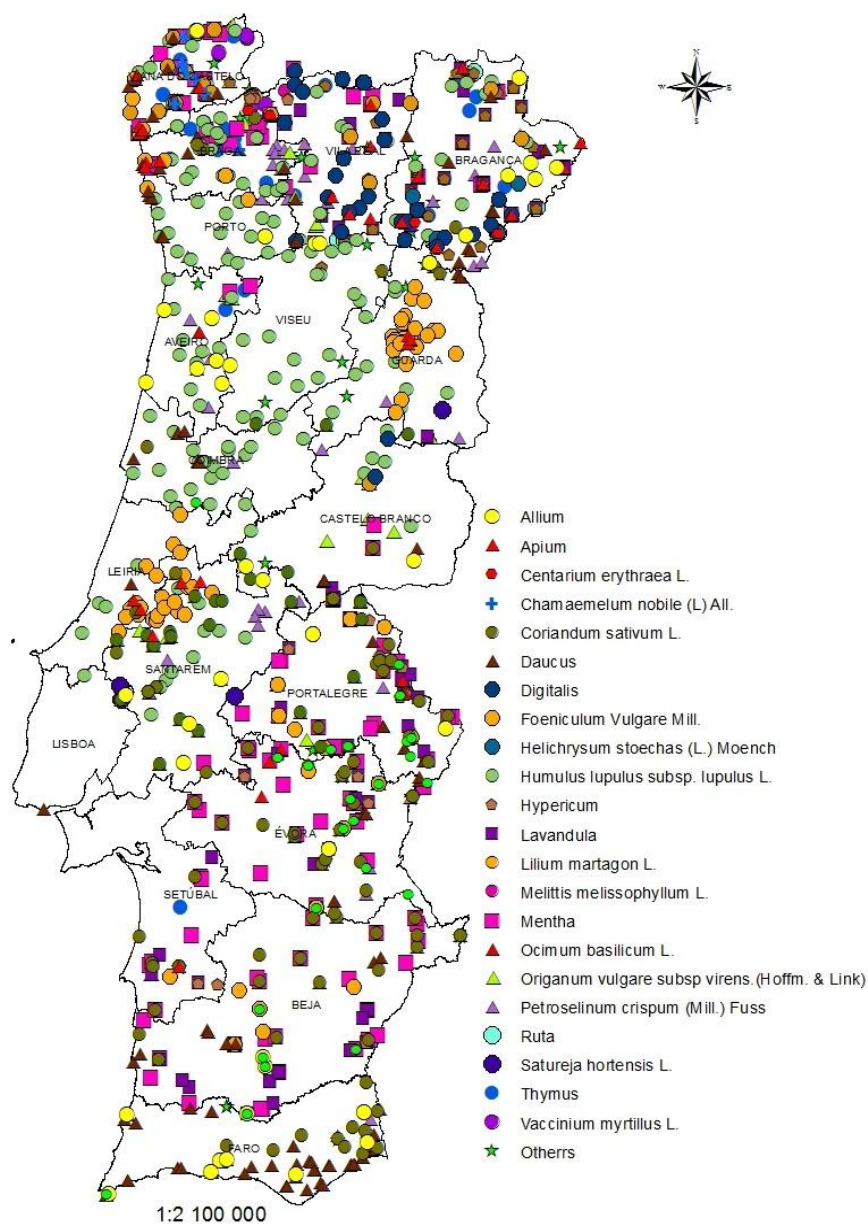 N
W E
S
VIANA DO CASTELO
BRAGA
VILA REAL
BRAGANÇA
PORTO
VISEU
AVEIRO
GUARDA
COIMBRA
CASTELO BRANCO
LEIRIA
SANTAREM
PORTALEGRE
LISBOA
ÉVORA
SETÚBAL
BEJA
FARO
1:2 100 000
Allium
Apium
Centarium erythraea L.
Chamaemelum nobile (L) All.
Coriandum sativum L.
Daucus
Digitalis
Foeniculum Vulgare Mill.
Helichrysum stoechas (L.) Moench
Humulus lupulus subsp. lupulus L.
Hypericum
Lavandula
Lilium martagon L.
Melittis melissophyllum L.
Mentha
Ocimum basilicum L.
Origanum vulgare subsp virens.(Hoffm. & Link)
Petroselinum crispum (Mill.) Fuss
Ruta
Satureja hortensis L.
Thymus
Vaccinium myrtillus L.
Otherrs